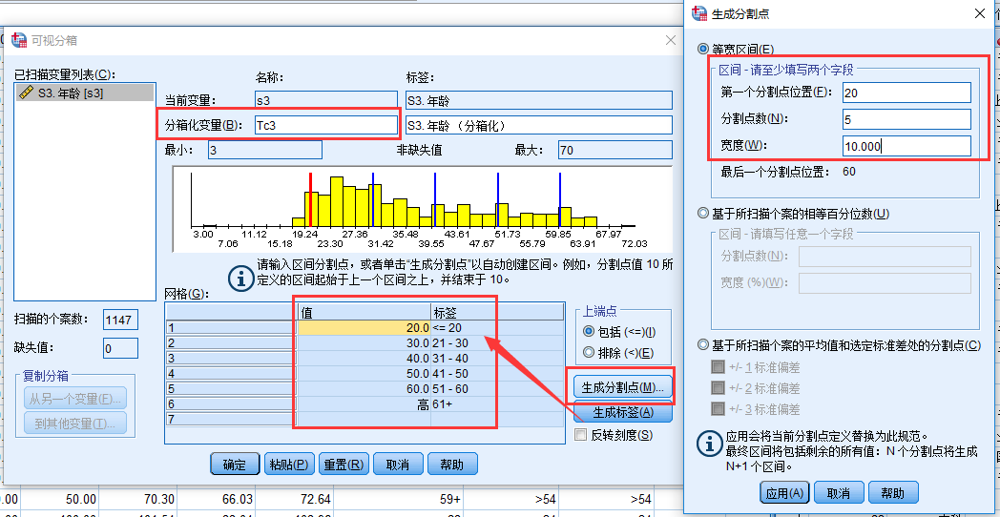 可视分箱
已扫描变量列表(C):
S3. 年龄 [s3]
名称:
标签:
当前变量:
s3
S3. 年龄
分箱化变量(B):
Tc3
S3. 年龄 （分箱化）
最小:
3
非缺失值
最大:
70
3.00 11.12 19.24 27.36 35.48 43.61 51.73 59.85 67.97
7.06 15.18 23.30 31.42 39.55 47.67 55.79 63.91 72.03
请输入区间分割点，或者单击“生成分割点”以自动创建区间。例如，分割点值 10 所
定义的区间起始于上一个区间之上，并结束于 10。
网格(G):
值 标签
1 20.0 <= 20
2 30.0 21 - 30
3 40.0 31 - 40
4 50.0 41 - 50
5 60.0 51 - 60
6 高 61+
7
扫描的个案数:
1147
缺失值:
0
复制分箱
从另一个变量(F)...
到其他变量(T)...
上端点
包括 (<=)(I)
排除 (<)(E)
生成分割点(M)...
生成标签(A)
反转刻度(S)
确定 粘贴(P) 重置(R) 取消 帮助
.00 50.00 70.30 66.03 72.64 59+ >54 >54
生成分割点
等宽区间(E)
区间 - 请至少填写两个字段
第一个分割点位置(F):
20
分割点数(N):
5
宽度(W):
10.000
最后一个分割点位置: 60
基于所扫描个案的相等百分位数(U)
区间 - 请填写任意一个字段
分割点数(N):
宽度 (%)(W):
基于所扫描个案的平均值和选定标准差处的分割点(C)
+/- 1 标准偏差
+/- 2 标准偏差
+/- 3 标准偏差
应用会将当前分割点定义替换为此规范。
最终区间将包括剩余的所有值：N 个分割点将生成
N+1 个区间。
应用(A) 取消 帮助